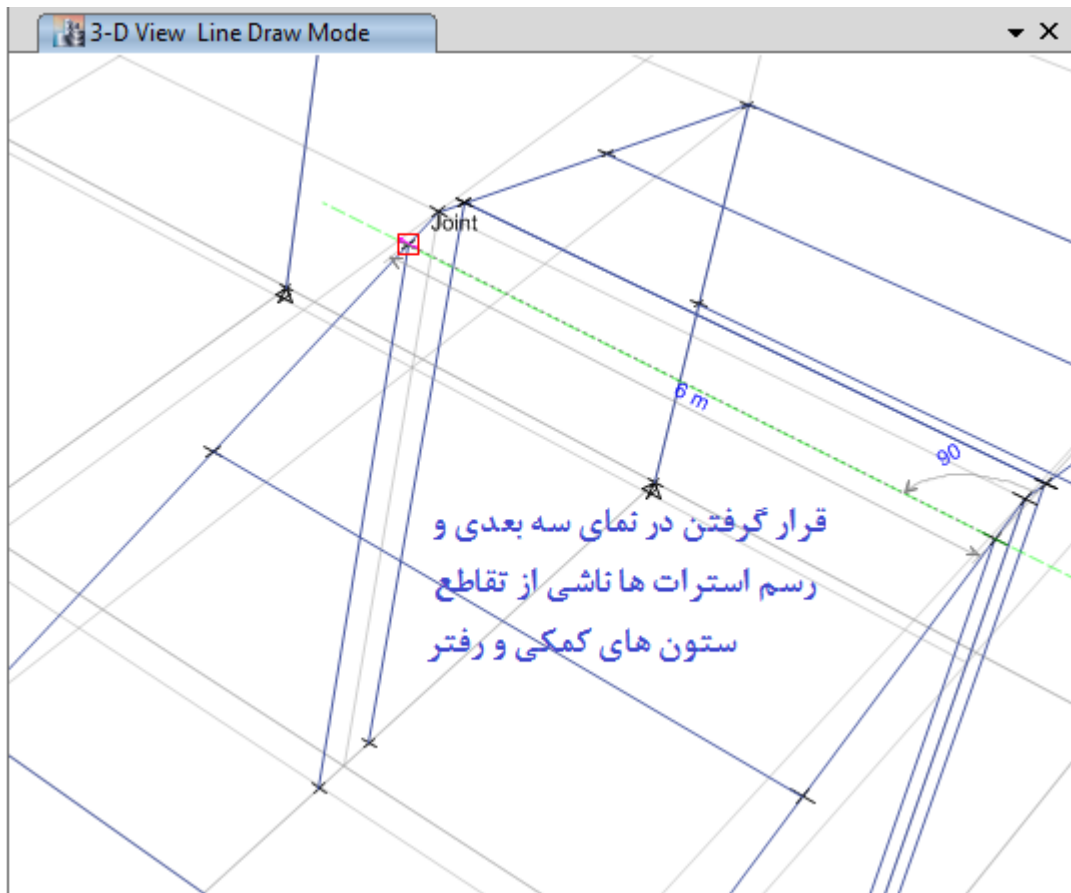 3-D View Line Draw Mode
Joint
6 m
90
قرار گرفتن در نمای سه بعدی و
رسم استرات ها ناشی از تقاطع
ستون های کمکی و رفتر